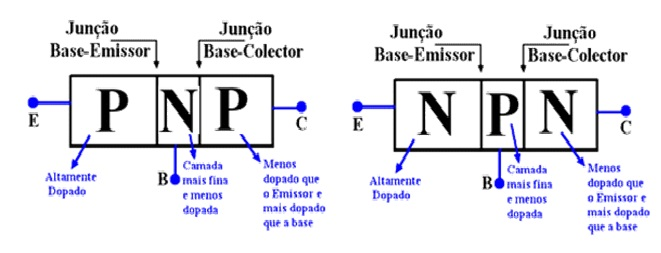 Junção
Base-Emissor
Junção
Base-Colector
E
P
N
P
C
B
Altamente
Dopado
Camada
mais fina
e menos
dopada
Menos
dopado que
o Emissor e
mais dopado
que a base
Junção
Base-Emissor
Junção
Base-Colector
E
N
P
N
C
B
Altamente
Dopado
Camada
mais fina
e menos
dopada
Menos
dopado que
o Emissor e
mais dopado
que a base